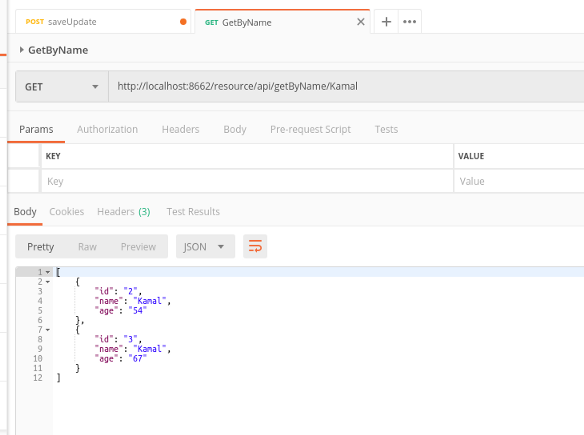 POST saveUpdate
GET GetByName
GetByName
GET http://localhost:8662/resource/api/getByName/Kamal
Params Authorization Headers Body Pre-request Script Tests
KEY VALUE
Key Value
Body Cookies Headers (3) Test Results
Pretty Raw Preview JSON
1 [
2 {
3 "id": "2",
4 "name": "Kamal",
5 "age": "54"
6 },
7 {
8 "id": "3",
9 "name": "Kamal",
10 "age": "67"
11 }
12 ]